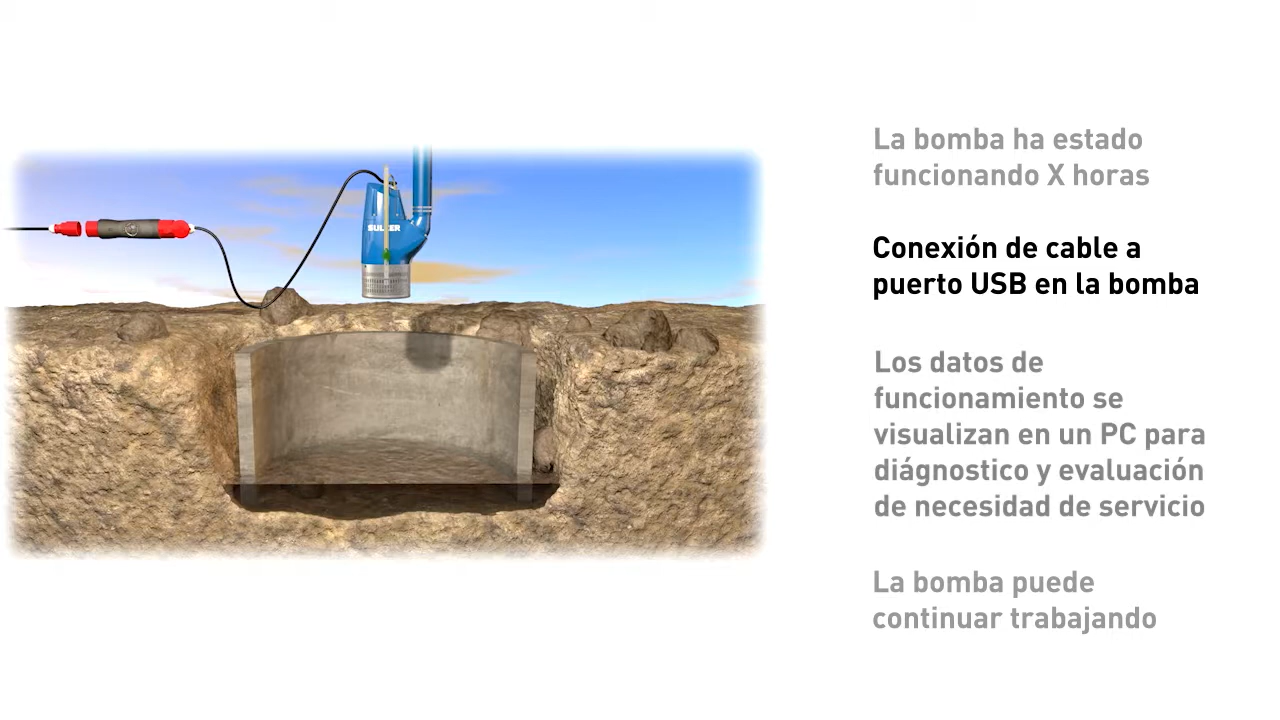 SULZER
La bomba ha estado
funcionando X horas
Conexión de cable a
puerto USB en la bomba
Los datos de
funcionamiento se
visualizan en un PC para
diágnostico y evaluación
de necesidad de servicio
La bomba puede
continuar trabajando